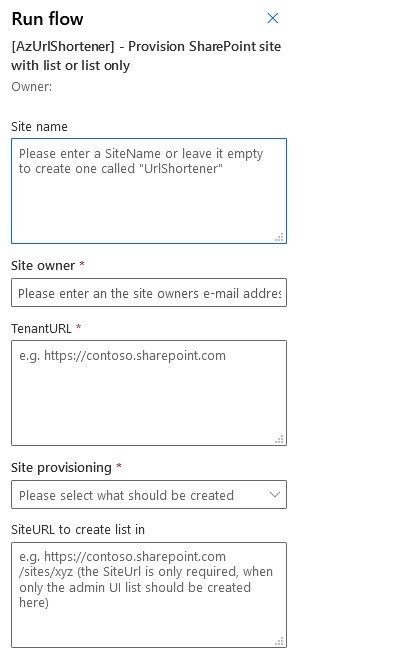 Run flow
[AzUrlShortener] - Provision SharePoint site
with list or list only
Owner:
Site name
Please enter a SiteName or leave it empty
to create one called "UrlShortener"
Site owner *
Please enter an the site owners e-mail addres
TenantURL *
e.g. https://contoso.sharepoint.com
Site provisioning *
Please select what should be created
SiteURL to create list in
e.g. https://contoso.sharepoint.com
/sites/xyz (the SiteUrl is only required, when
only the admin UI list should be created
here)